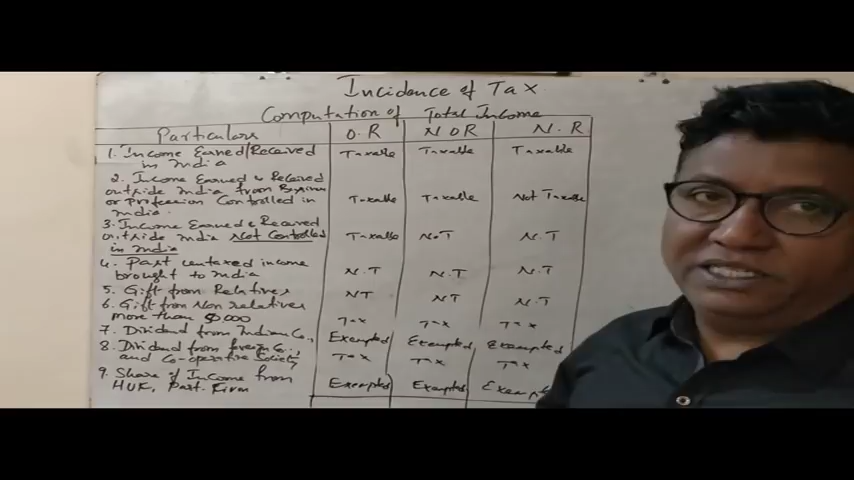 Incidence of Tax
Computation of Total Income
Particulars O.R N OR N.R
1. Income Earned/Received Taxable Taxable Taxable
in India
2. Income Earned & Received
outside India from Business
or Profession Controlled in Taxable Taxable Not Taxable
India.
3. Income Earned & Received
outside India Not Controlled Taxable NoT N.T
in India
4. Past untaxed income N.T N.T N.T
brought to India
5. Gift from Relatives NT NT N.T
6. Gift from Non relatives
more than 50000 Tax Tax Tax
7. Dividend from Indian Co, Exempted Exempted Exempted
8. Dividend from foreign Co.
and Co-operative Society Tax Tax Tax
9. Share of Income from
HUF, Part. Firm Exempted Exempted Exempted